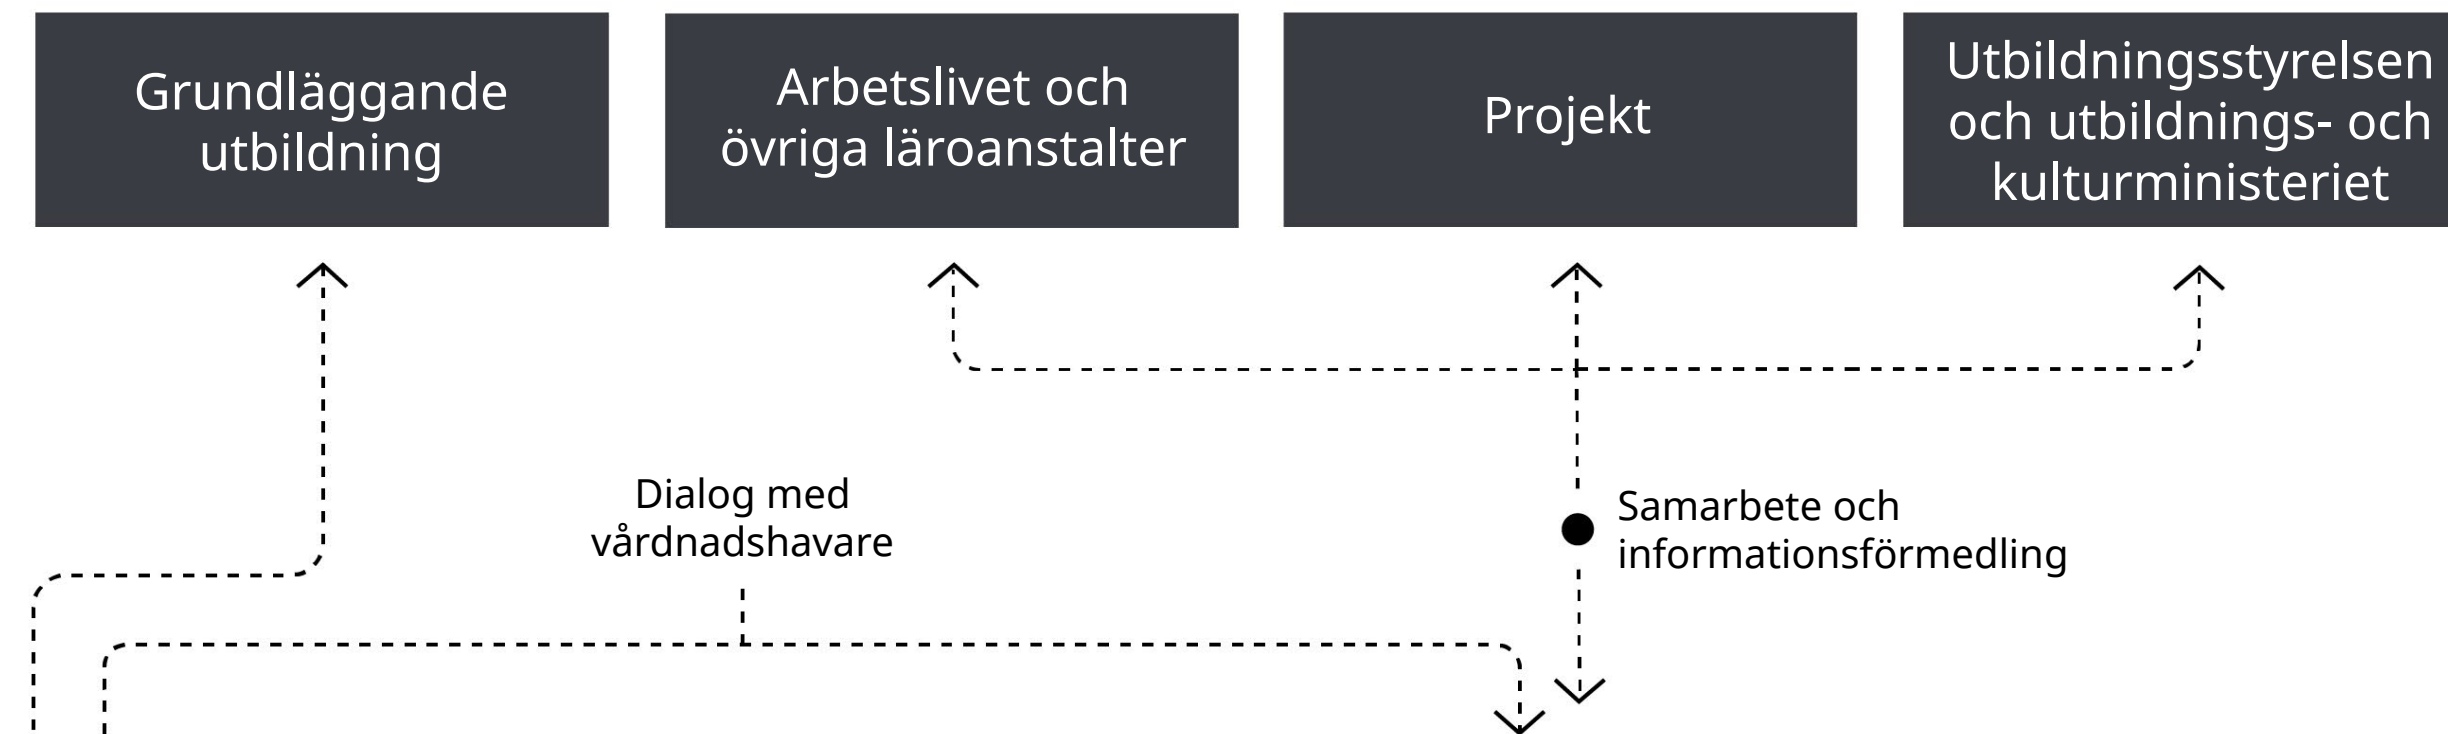 Grundläggande
utbildning
Arbetslivet och
övriga läroanstalter
Projekt
Utbildningsstyrelsen
och utbildnings- och
kulturministeriet
Dialog med
vårdnadshavare
Samarbete och
informationsförmedling